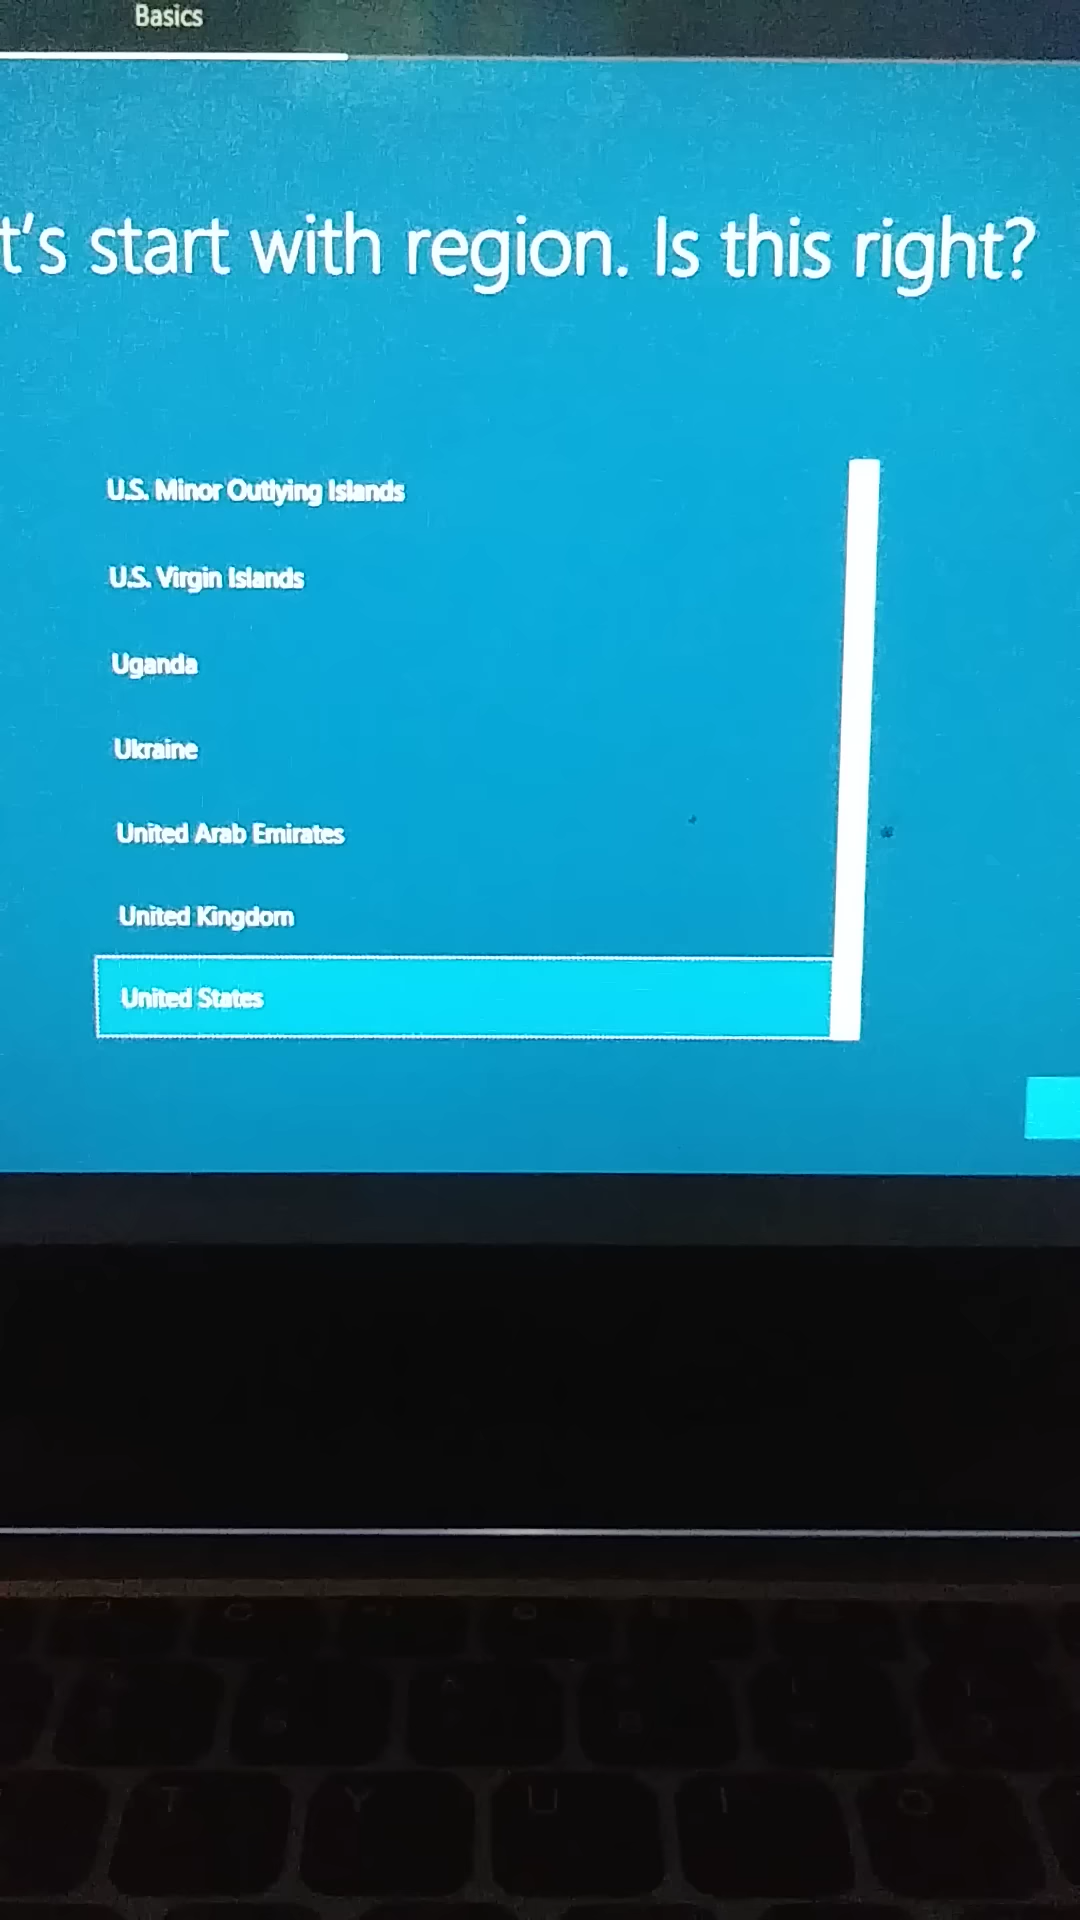 Basics
t's start with region. Is this right?
U.S. Minor Outlying Islands
U.S. Virgin Islands
Uganda
Ukraine
United Arab Emirates
United Kingdom
United States
T Y U I O